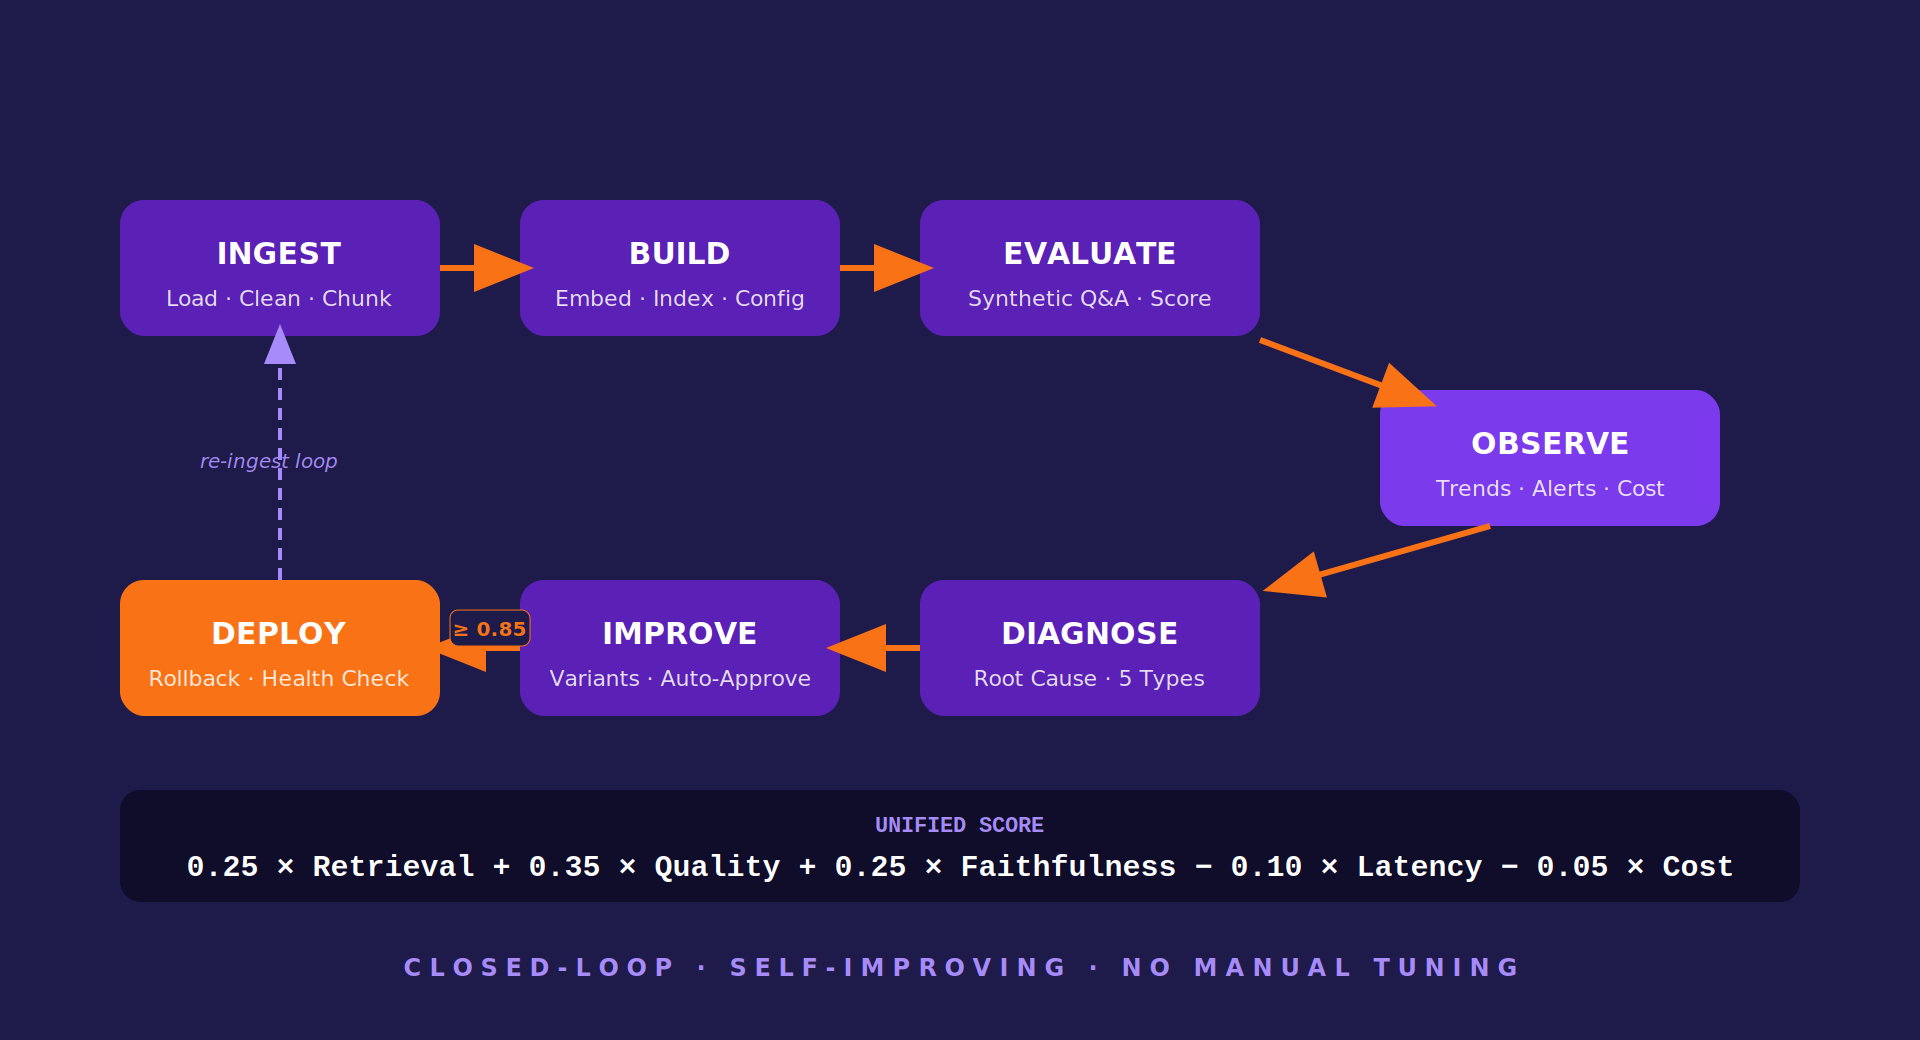 INGEST
Load · Clean · Chunk
BUILD
Embed · Index · Config
EVALUATE
Synthetic Q&A · Score
OBSERVE
Trends · Alerts · Cost
re-ingest loop
DEPLOY
Rollback · Health Check
≥ 0.85
IMPROVE
Variants · Auto-Approve
DIAGNOSE
Root Cause · 5 Types
UNIFIED SCORE
0.25 × Retrieval + 0.35 × Quality + 0.25 × Faithfulness − 0.10 × Latency − 0.05 × Cost
CLOSED-LOOP · SELF-IMPROVING · NO MANUAL TUNING